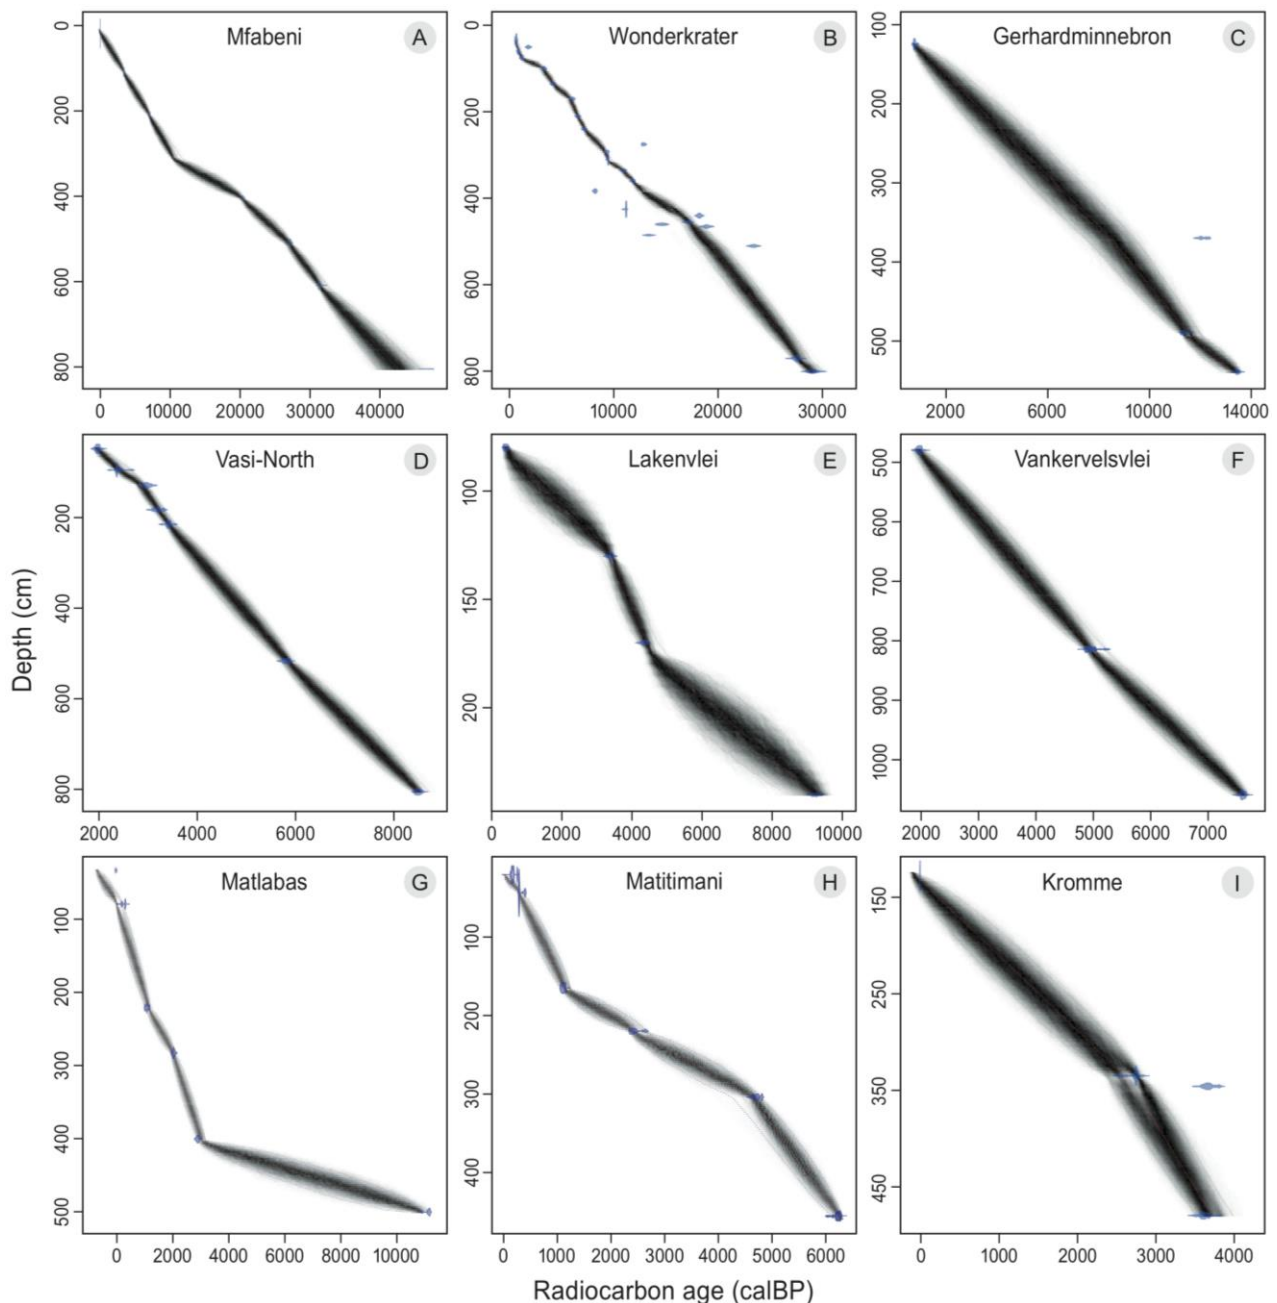 Mfabeni A
0 200 400 600 800
0 10000 20000 30000 40000
Wonderkrater B
0 200 400 600 800
0 10000 20000 30000
Gerhardminnebron C
100 200 300 400 500
2000 6000 10000 14000
Vasi-North D
200 400 600 800
2000 4000 6000 8000
Lakenvlei E
100 150 200
0 2000 4000 6000 8000 10000
Vankervelsvlei F
500 600 700 800 900 1000
2000 3000 4000 5000 6000 7000
Matlabas G
100 200 300 400 500
0 2000 4000 6000 8000 10000
Matitimani H
100 200 300 400
0 1000 2000 3000 4000 5000 6000
Kromme I
150 250 350 450
0 1000 2000 3000 4000
Depth (cm)
Radiocarbon age (calBP)